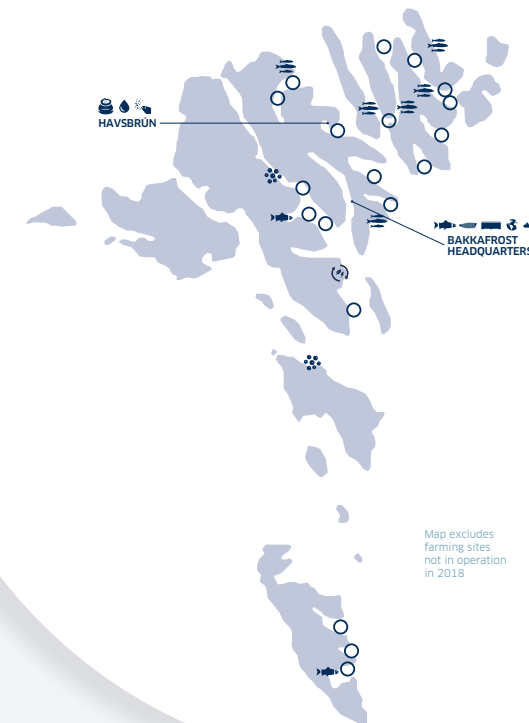 HAVSBRÚN
BAKKAFROST
HEADQUARTERS
Map excludes
farming sites
not in operation
in 2018